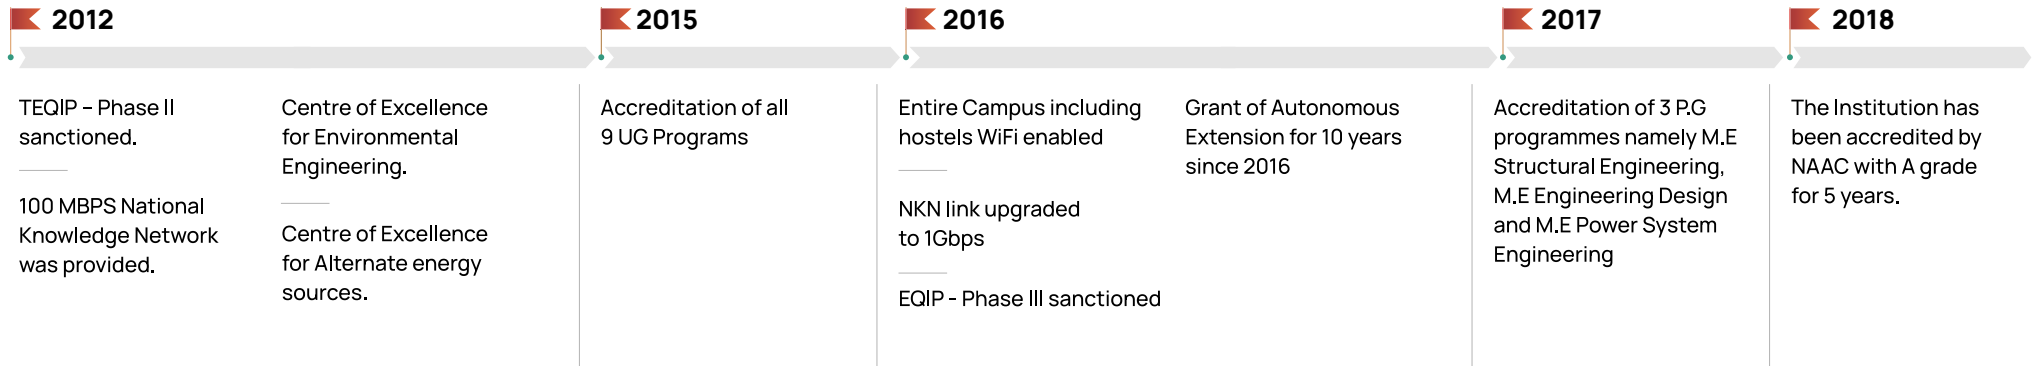 2012
TEQIP – Phase II
sanctioned.
100 MBPS National
Knowledge Network
was provided.
Centre of Excellence
for Environmental
Engineering.
Centre of Excellence
for Alternate energy
sources.
2015
Accreditation of all
9 UG Programs
2016
Entire Campus including
hostels WiFi enabled
NKN link upgraded
to 1Gbps
EQIP - Phase III sanctioned
Grant of Autonomous
Extension for 10 years
since 2016
2017
Accreditation of 3 P.G
programmes namely M.E
Structural Engineering,
M.E Engineering Design
and M.E Power System
Engineering
2018
The Institution has
been accredited by
NAAC with A grade
for 5 years.